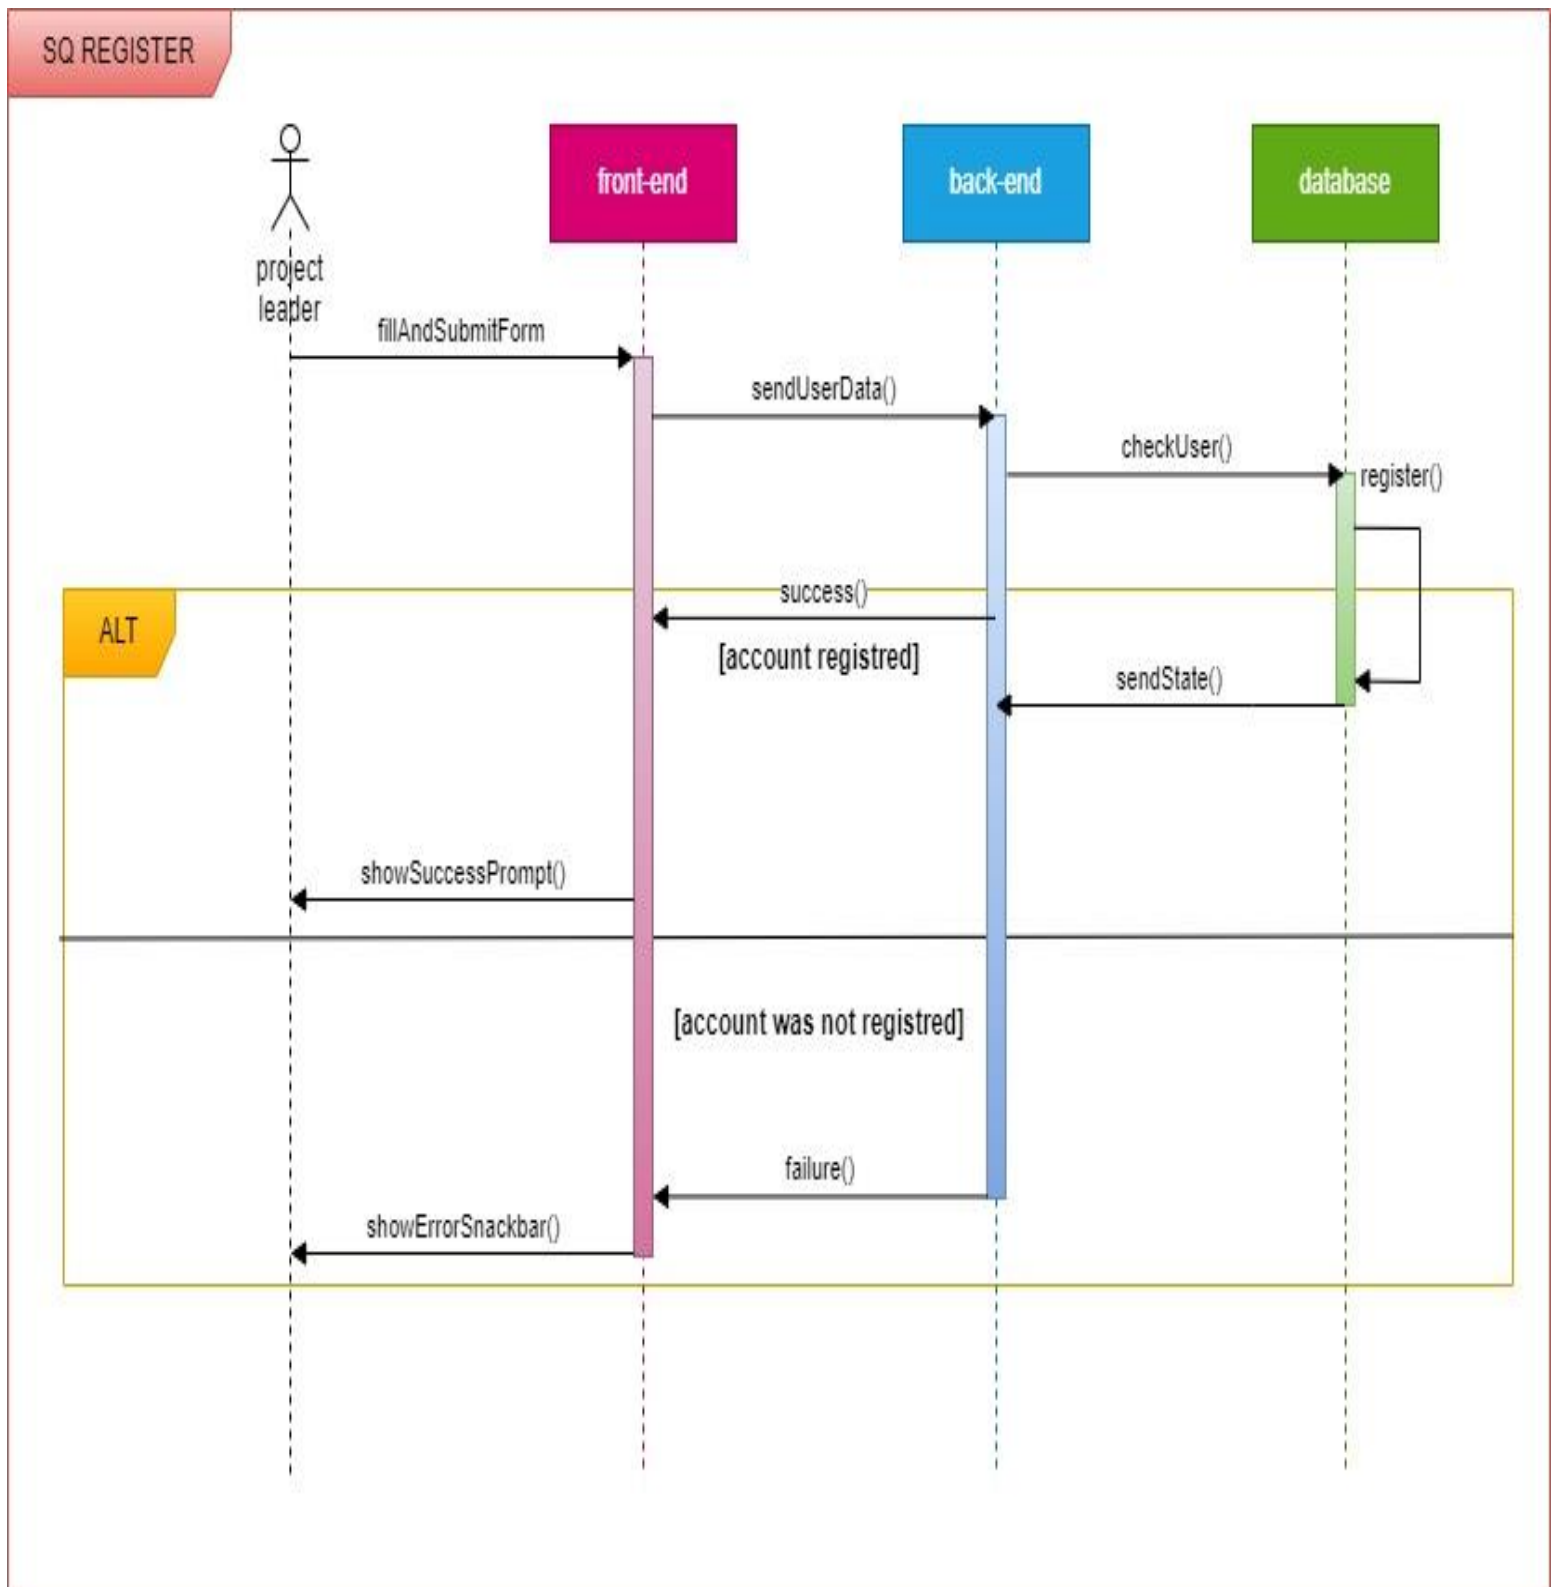 SQ REGISTER
front-end
back-end
database
project
leader
fillAndSubmitForm
sendUserData()
checkUser()
register()
success()
ALT
[account registred]
sendState()
showSuccessPrompt()
[account was not registred]
failure()
showErrorSnackbar()